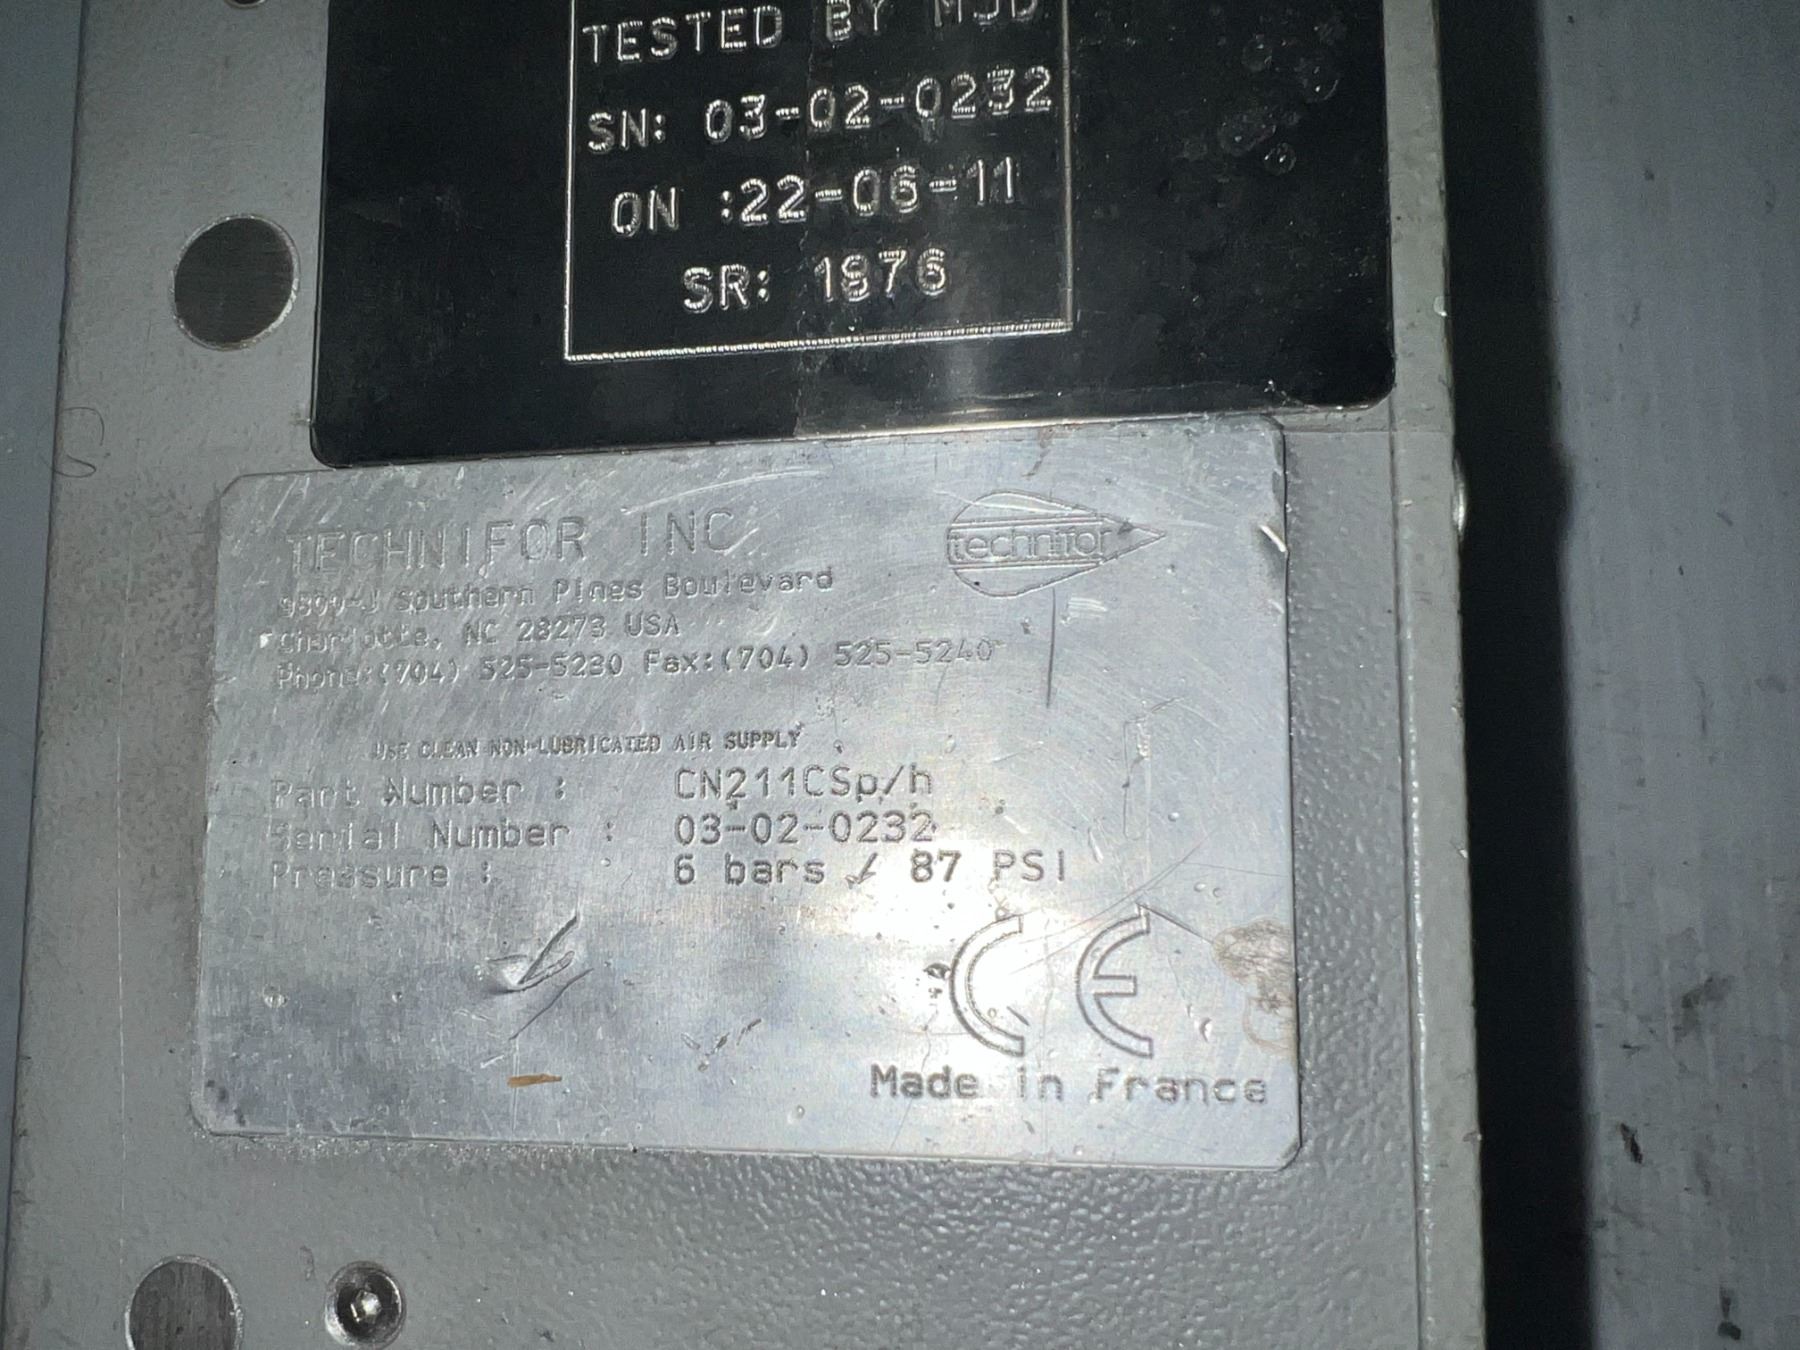 TESTED BY MJD
SN: 03-02-0232
ON :22-06-11
SR: 1876
TECHNIFOR INC
technifor
9800-J Southern Pines Boulevard
Charlotte, NC 28273 USA
Phone:(704) 525-5230 Fax:(704) 525-5240
USE CLEAN NON-LUBRICATED AIR SUPPLY
Part Number : CN211CSp/h
Serial Number : 03-02-0232
Pressure : 6 bars / 87 PSI
CE
Made in France